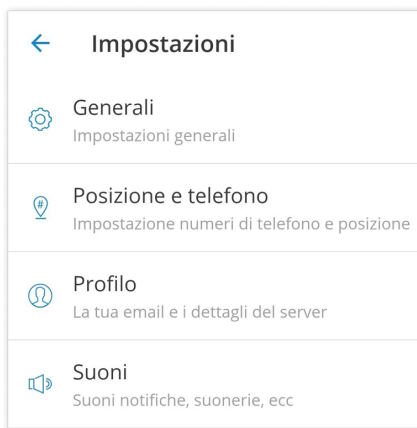 Impostazioni
Generali
Impostazioni generali
#
Posizione e telefono
Impostazione numeri di telefono e posizione
Profilo
La tua email e i dettagli del server
Suoni
Suoni notifiche, suonerie, ecc